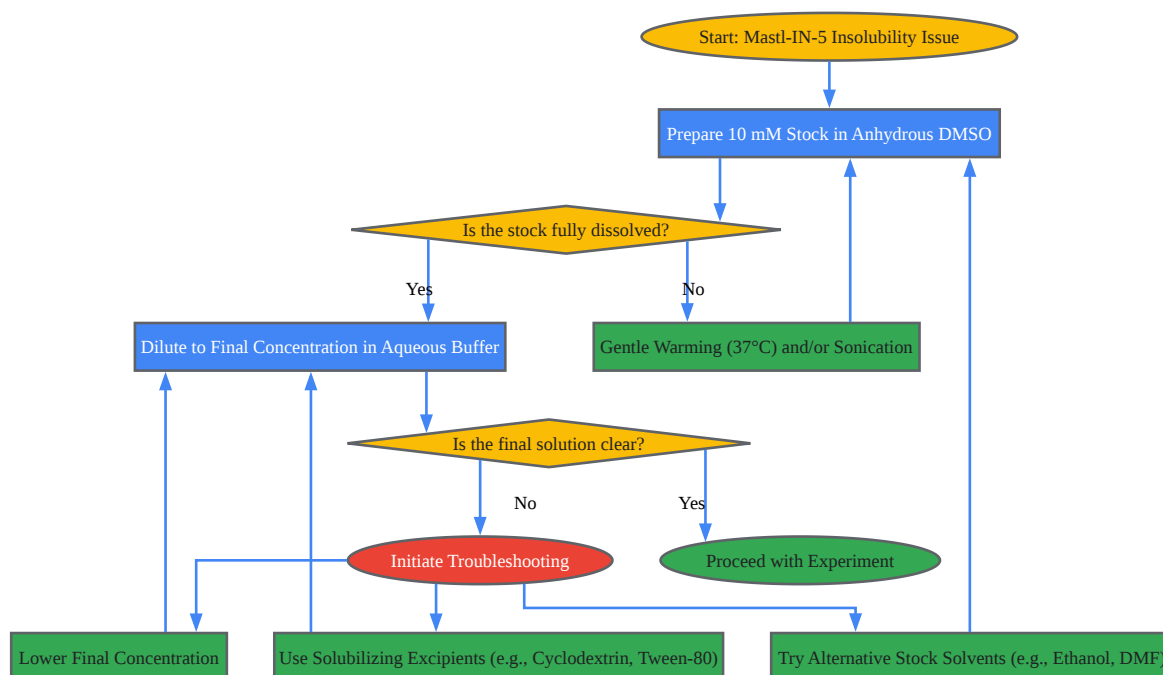 Start: Mastl-IN-5 Insolubility Issue
Prepare 10 mM Stock in Anhydrous DMSO
Is the stock fully dissolved?
Yes
No
Dilute to Final Concentration in Aqueous Buffer
Gentle Warming (37°C) and/or Sonication
Is the final solution clear?
No
Yes
Initiate Troubleshooting
Proceed with Experiment
Lower Final Concentration
Use Solubilizing Excipients (e.g., Cyclodextrin, Tween-80)
Try Alternative Stock Solvents (e.g., Ethanol, DMF)